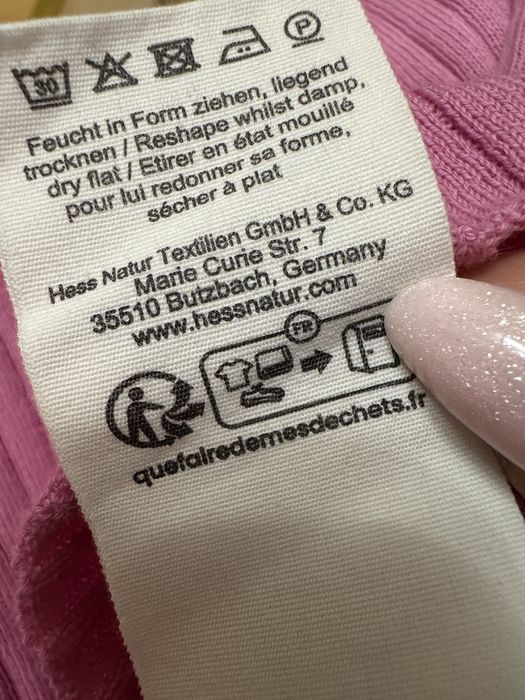 30
P
Feucht in Form ziehen, liegend
trocknen / Reshape whilst damp,
dry flat / Etirer en état mouillé
pour lui redonner sa forme,
sécher à plat
Hess Natur Textilien GmbH & Co. KG
Marie Curie Str. 7
35510 Butzbach, Germany
www.hessnatur.com
FR
quefairedemesdechets.fr